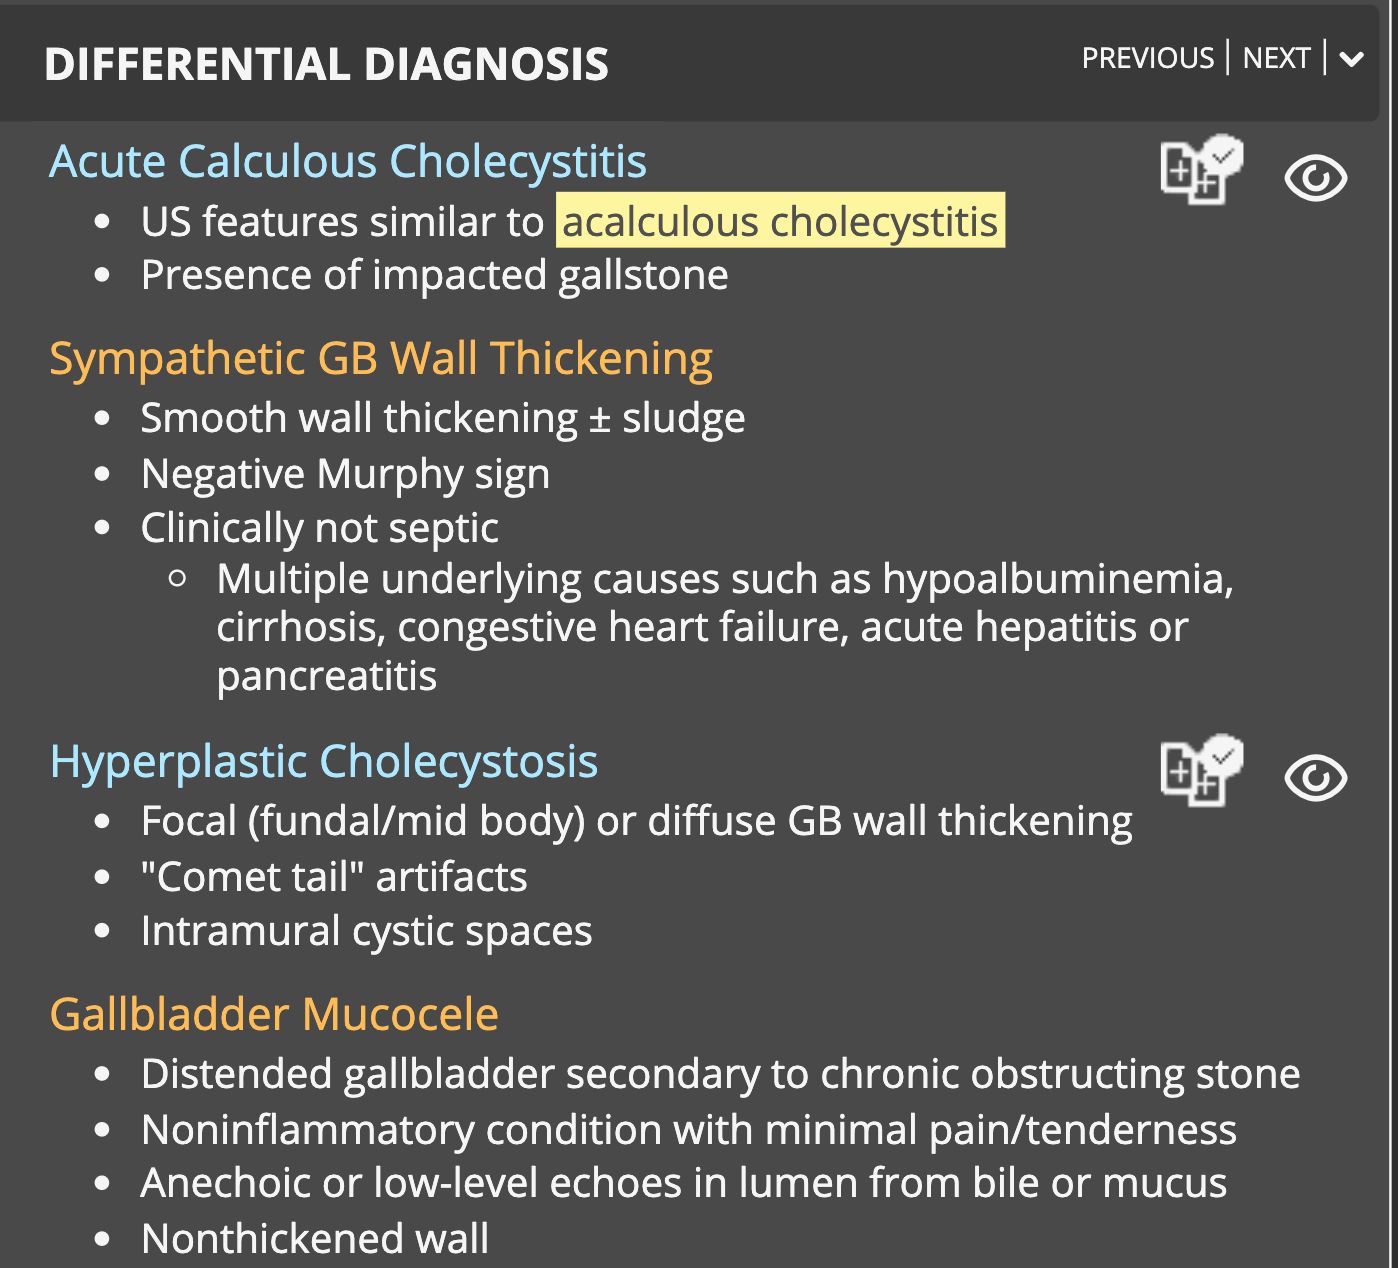 DIFFERENTIAL DIAGNOSIS
PREVIOUS | NEXT |
Acute Calculous Cholecystitis
• US features similar to acalculous cholecystitis
• Presence of impacted gallstone
Sympathetic GB Wall Thickening
• Smooth wall thickening ± sludge
• Negative Murphy sign
• Clinically not septic
○ Multiple underlying causes such as hypoalbuminemia,
cirrhosis, congestive heart failure, acute hepatitis or
pancreatitis
Hyperplastic Cholecystosis
• Focal (fundal/mid body) or diffuse GB wall thickening
• "Comet tail" artifacts
• Intramural cystic spaces
Gallbladder Mucocele
• Distended gallbladder secondary to chronic obstructing stone
• Noninflammatory condition with minimal pain/tenderness
• Anechoic or low-level echoes in lumen from bile or mucus
• Nonthickened wall